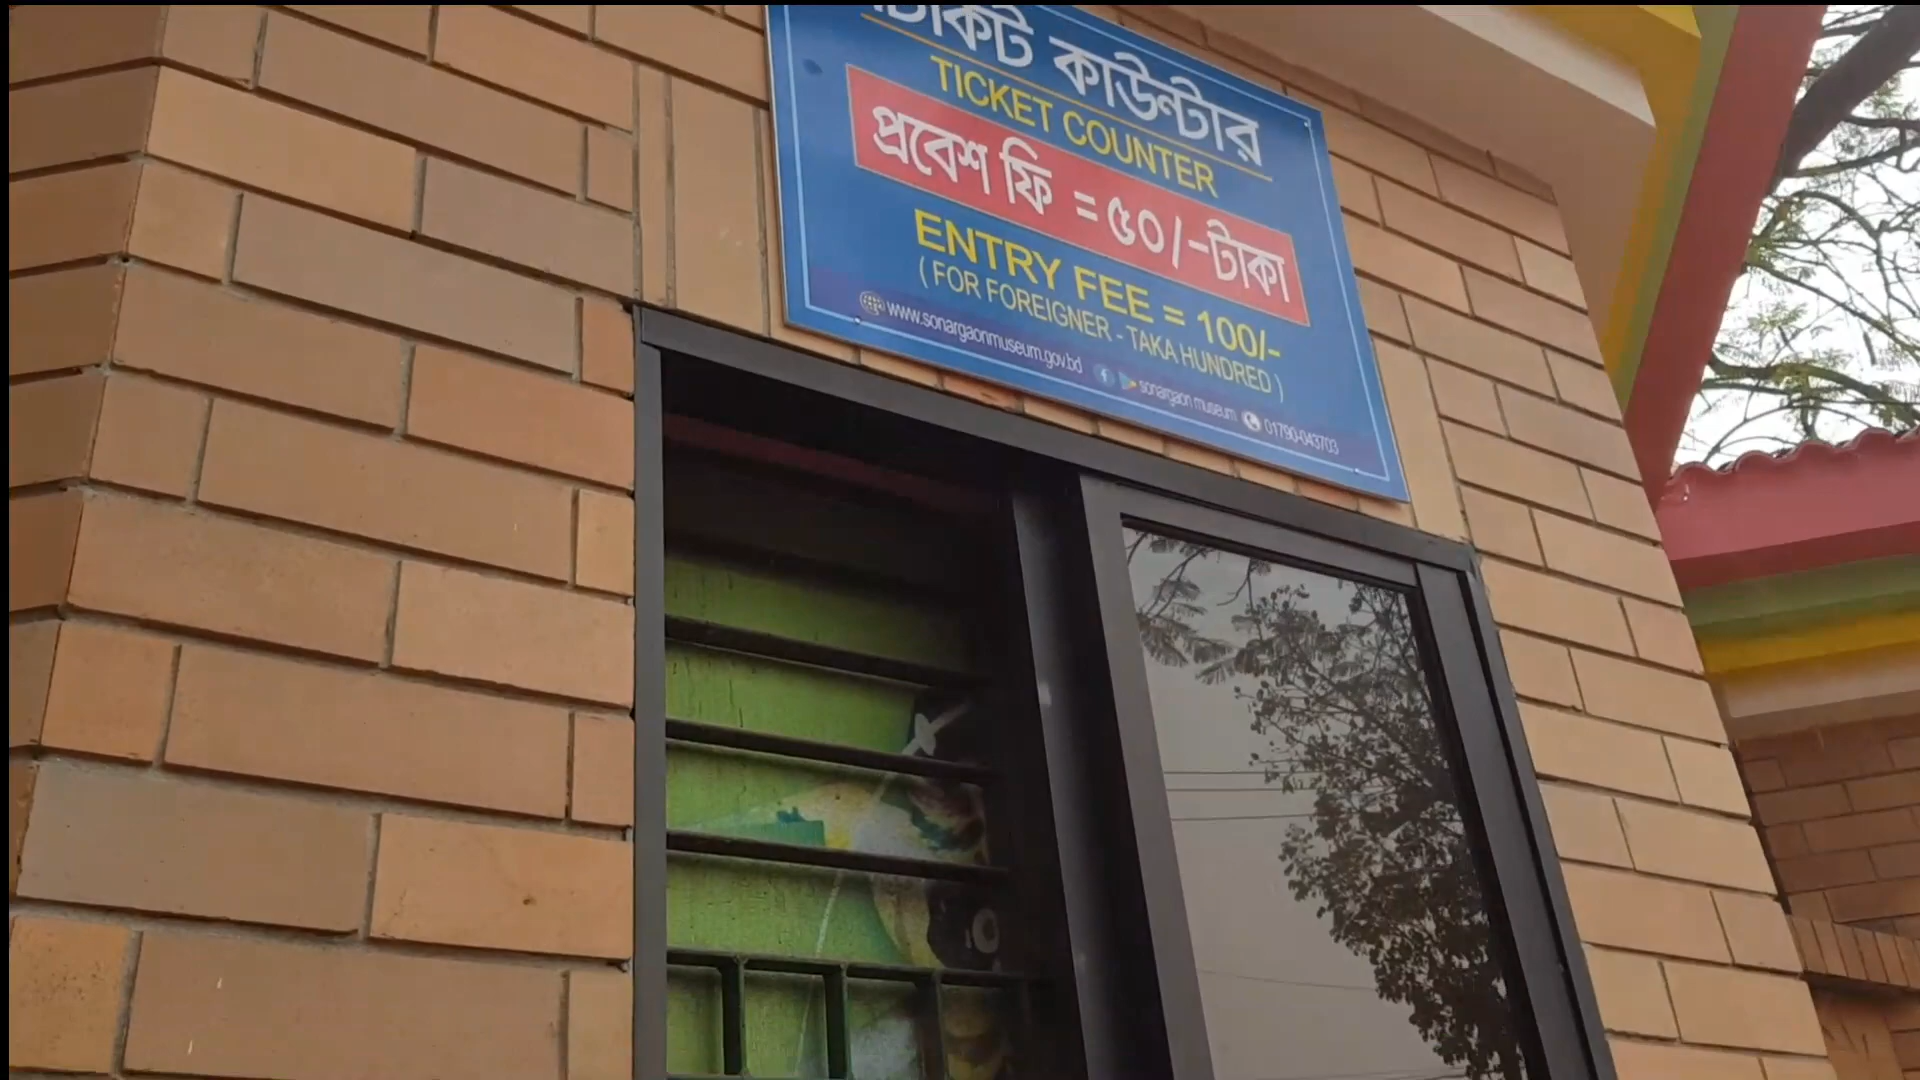 টিকিট কাউন্টার
TICKET COUNTER
প্রবেশ ফি = ৫০/-টাকা
ENTRY FEE = 100/-
( FOR FOREIGNER - TAKA HUNDRED )
www.sonargaonmuseum.gov.bd sonargaon museum 01790-043703